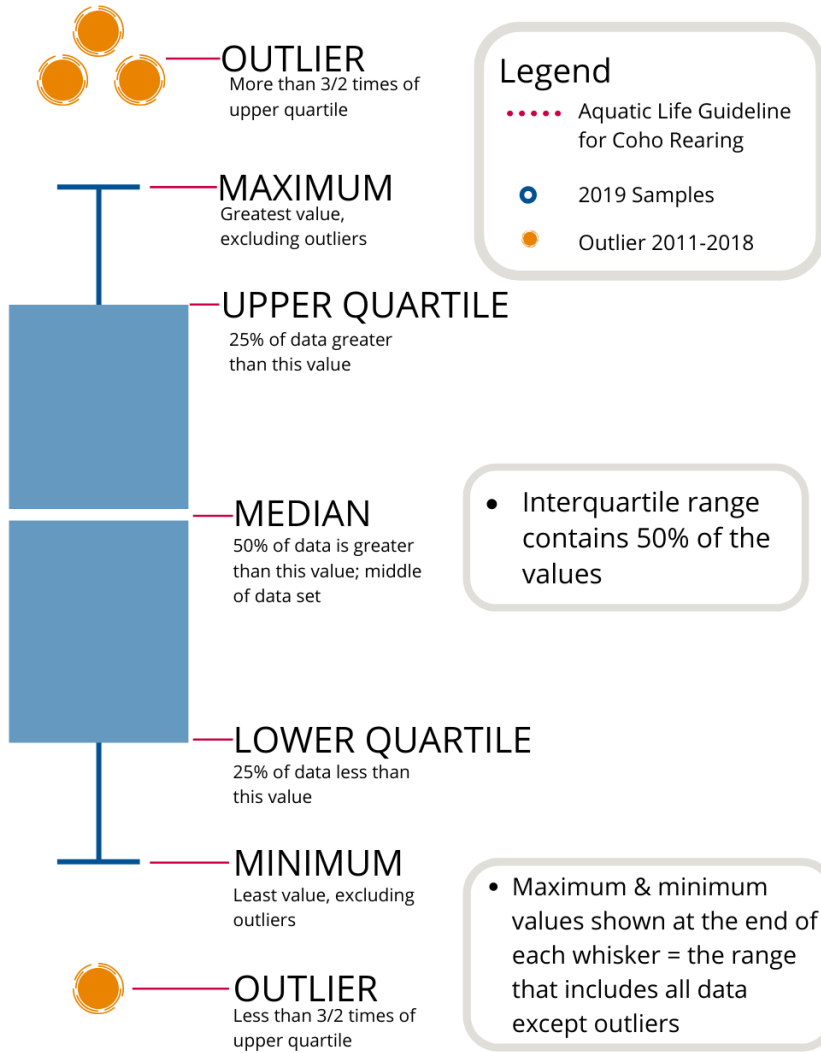 OUTLIER
More than 3/2 times of
upper quartile
Legend
Aquatic Life Guideline
for Coho Rearing
2019 Samples
Outlier 2011-2018
MAXIMUM
Greatest value,
excluding outliers
UPPER QUARTILE
25% of data greater
than this value
MEDIAN
50% of data is greater
than this value; middle
of data set
• Interquartile range
contains 50% of the
values
LOWER QUARTILE
25% of data less than
this value
MINIMUM
Least value, excluding
outliers
• Maximum & minimum
values shown at the end of
each whisker = the range
that includes all data
except outliers
OUTLIER
Less than 3/2 times of
upper quartile